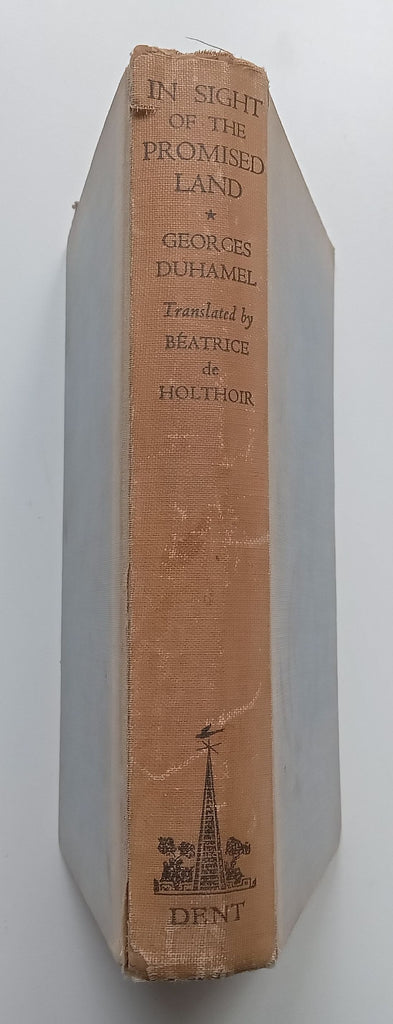 IN SIGHT
OF THE
PROMISED
LAND
★
GEORGES
DUHAMEL
Translated by
BÉATRICE
de
HOLTHOIR
DENT